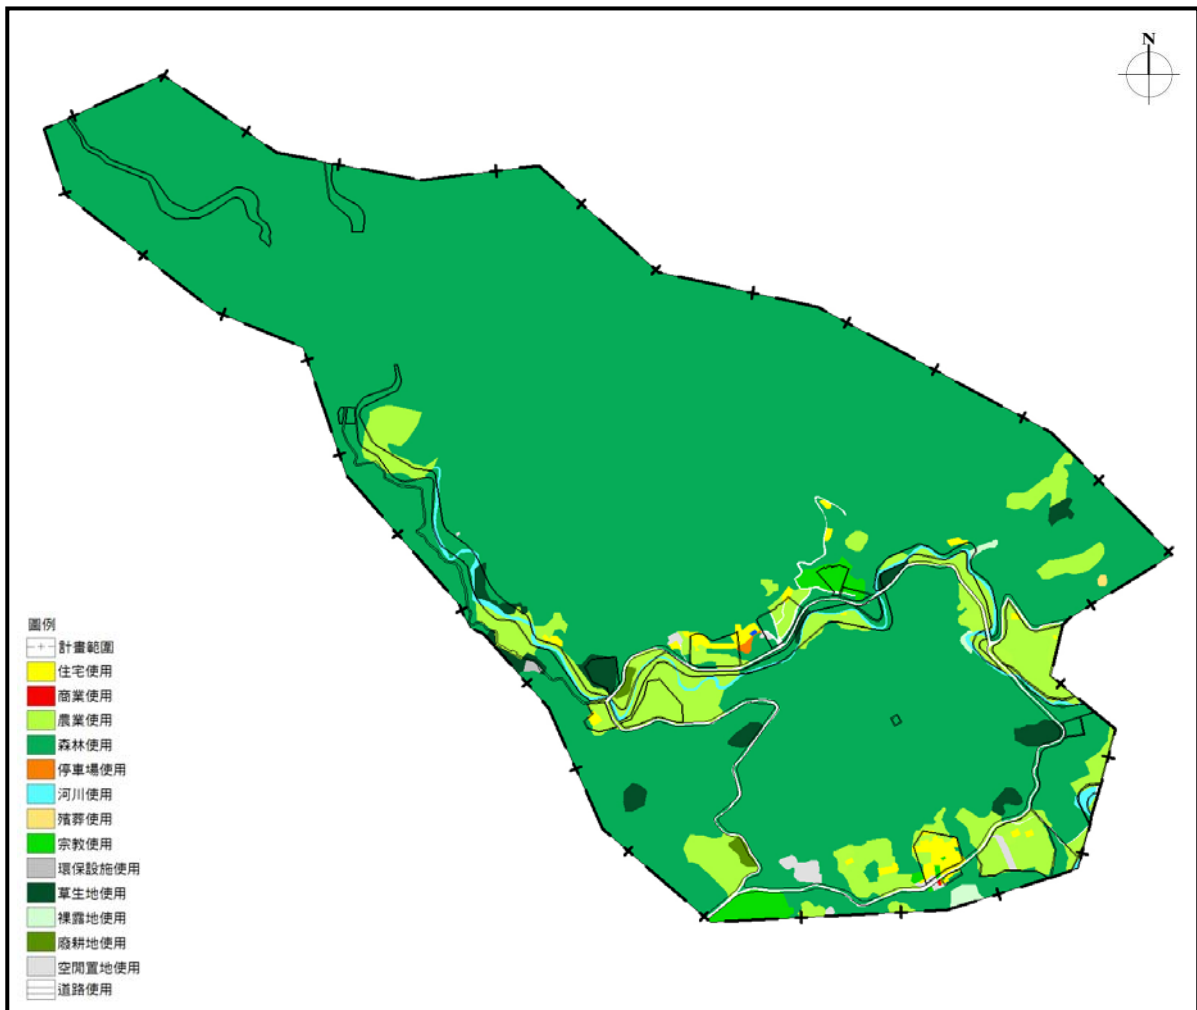 N
圖例
計畫範圍
住宅使用
商業使用
農業使用
森林使用
停車場使用
河川使用
殯葬使用
宗教使用
環保設施使用
草生地使用
裸露地使用
廢耕地使用
空閒置地使用
道路使用